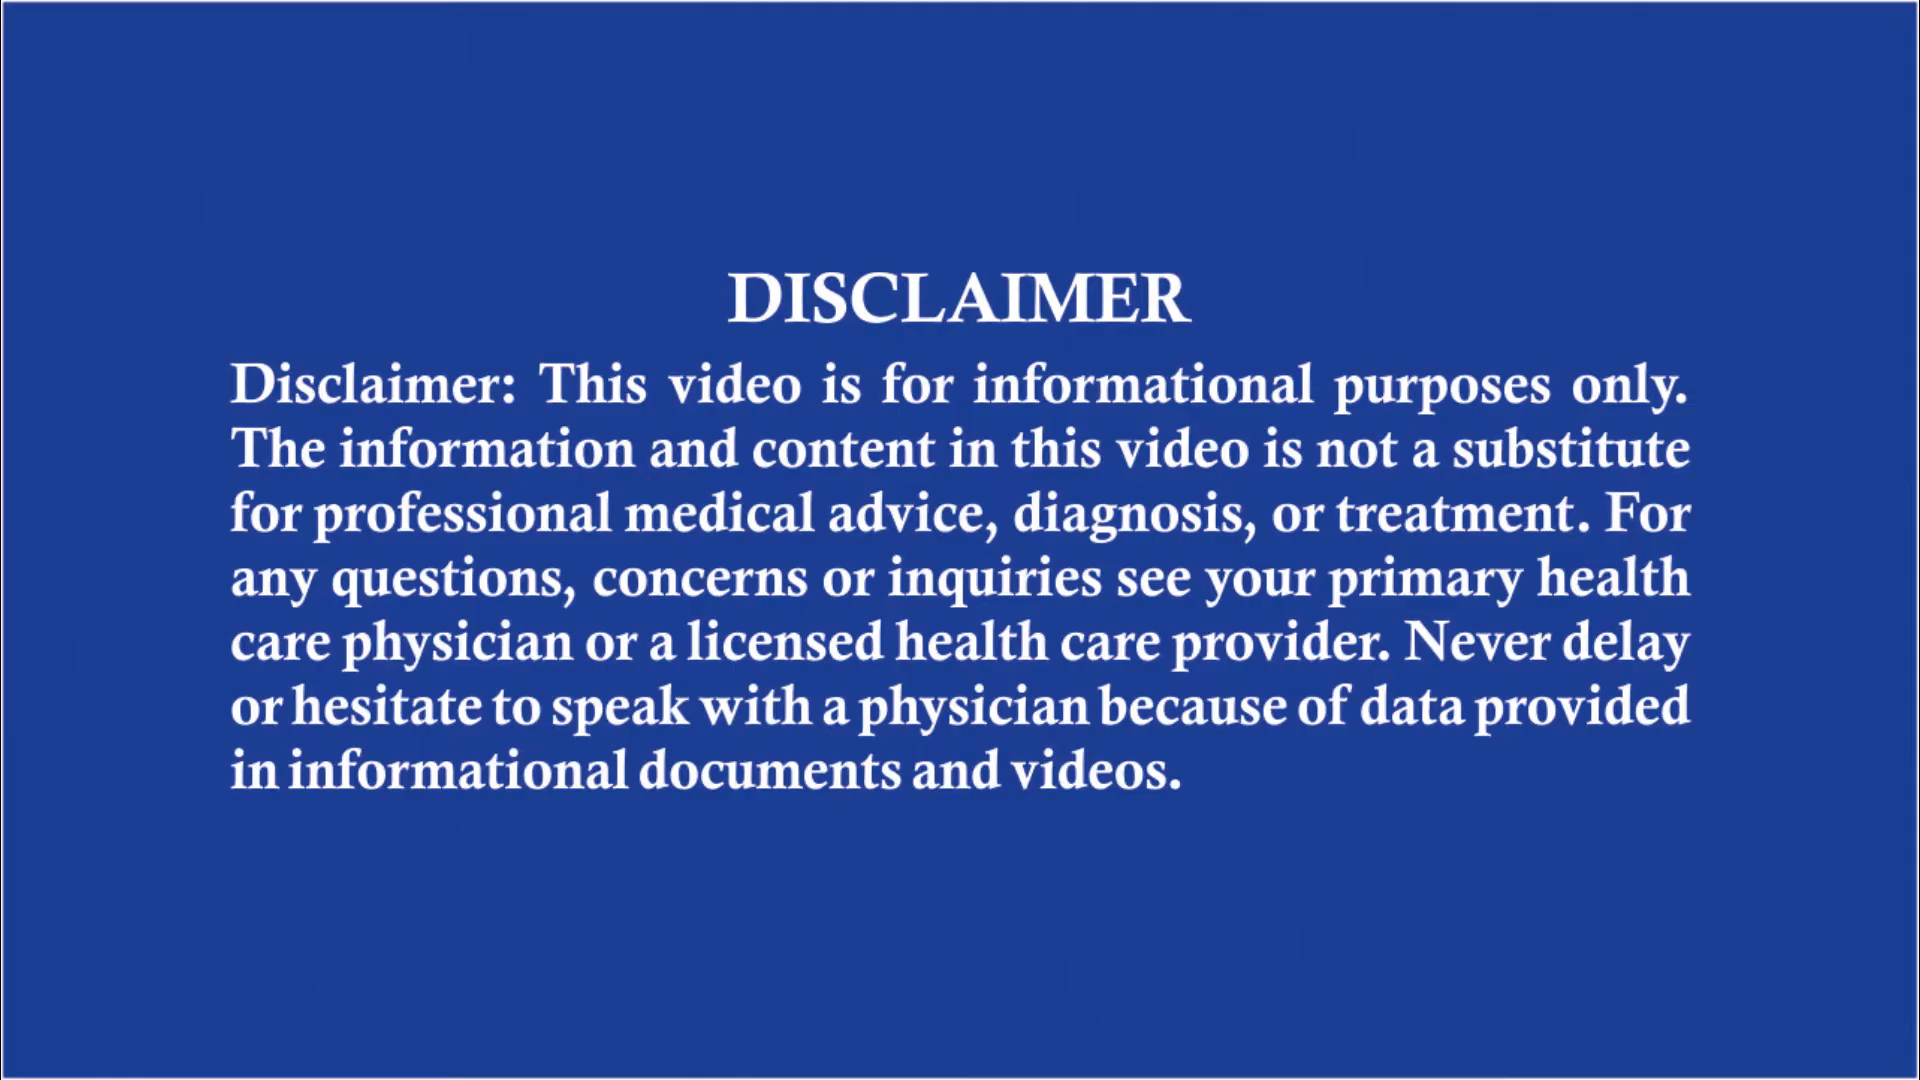 DISCLAIMER
Disclaimer: This video is for informational purposes only.
The information and content in this video is not a substitute
for professional medical advice, diagnosis, or treatment. For
any questions, concerns or inquiries see your primary health
care physician or a licensed health care provider. Never delay
or hesitate to speak with a physician because of data provided
in informational documents and videos.